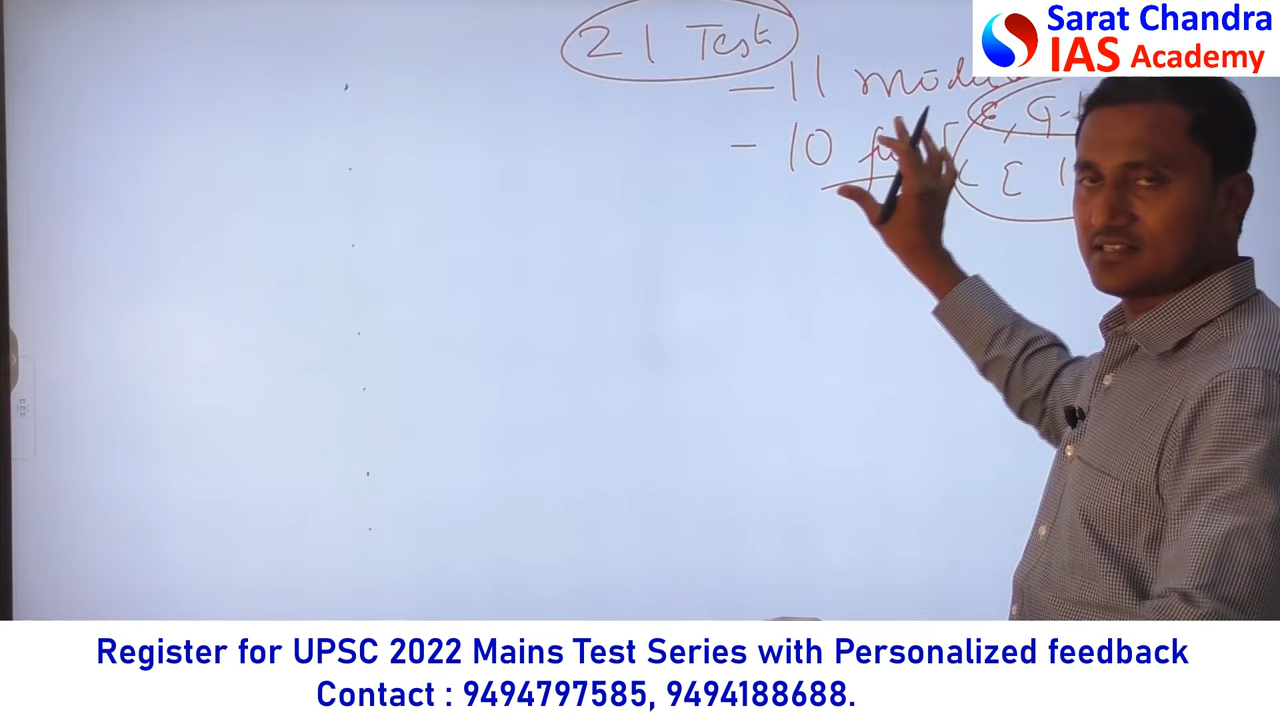 Sarat Chandra
IAS Academy
21 Test
- 11
- 10
Register for UPSC 2022 Mains Test Series with Personalized feedback
Contact : 9494797585, 9494188688.